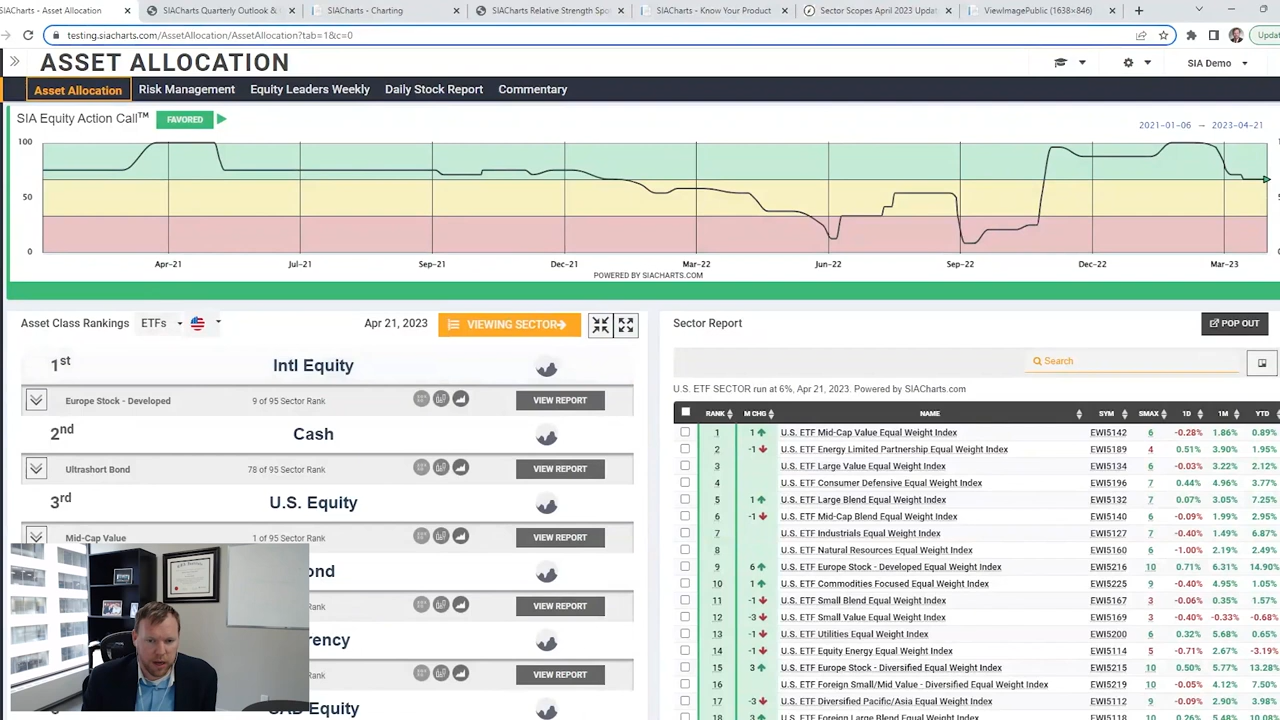 SIACharts - Asset Allocation
SIACharts Quarterly Outlook &
SIACharts - Charting
SIACharts Relative Strength Spo
SIACharts - Know Your Product
Sector Scopes April 2023 Updat
ViewImagePublic (1638×846)
testing.siacharts.com/AssetAllocation/AssetAllocation?tab=1&c=0
Updat
ASSET ALLOCATION
SIA Demo
Asset Allocation
Risk Management
Equity Leaders Weekly
Daily Stock Report
Commentary
SIA Equity Action Call™
FAVORED
2021-01-06 → 2023-04-21
100
50
0
Apr-21
Jul-21
Sep-21
Dec-21
Mar-22
Jun-22
Sep-22
Dec-22
Mar-23
POWERED BY SIACHARTS.COM
Asset Class Rankings
ETFs
Apr 21, 2023
VIEWING SECTOR
1st
Intl Equity
Europe Stock - Developed
9 of 95 Sector Rank
VIEW REPORT
2nd
Cash
Ultrashort Bond
78 of 95 Sector Rank
VIEW REPORT
3rd
U.S. Equity
Mid-Cap Value
1 of 95 Sector Rank
VIEW REPORT
ond
Rank
VIEW REPORT
rency
Rank
VIEW REPORT
Equity
Sector Report
POP OUT
Search
U.S. ETF SECTOR run at 6%, Apr 21, 2023. Powered by SIACharts.com
RANK M CHG NAME SYM SMAX 1D 1M YTD
1 1 U.S. ETF Mid-Cap Value Equal Weight Index EWI5142 6 -0.28% 1.86% 0.89%
2 -1 U.S. ETF Energy Limited Partnership Equal Weight Index EWI5189 4 0.51% 3.90% 1.95%
3 U.S. ETF Large Value Equal Weight Index EWI5134 6 -0.03% 3.22% 2.12%
4 U.S. ETF Consumer Defensive Equal Weight Index EWI5196 7 0.44% 4.96% 3.77%
5 1 U.S. ETF Large Blend Equal Weight Index EWI5132 7 0.07% 3.05% 7.25%
6 -1 U.S. ETF Mid-Cap Blend Equal Weight Index EWI5140 6 -0.09% 1.99% 2.95%
7 U.S. ETF Industrials Equal Weight Index EWI5127 7 -0.40% 1.49% 6.87%
8 U.S. ETF Natural Resources Equal Weight Index EWI5160 6 -1.00% 2.19% 2.49%
9 6 U.S. ETF Europe Stock - Developed Equal Weight Index EWI5216 10 0.71% 6.31% 14.90%
10 1 U.S. ETF Commodities Focused Equal Weight Index EWI5225 9 -0.40% 4.95% 1.05%
11 -1 U.S. ETF Small Blend Equal Weight Index EWI5167 3 -0.06% 0.35% 1.57%
12 -3 U.S. ETF Small Value Equal Weight Index EWI5169 3 -0.40% -0.33% -0.68%
13 -1 U.S. ETF Utilities Equal Weight Index EWI5200 6 0.32% 5.68% 0.65%
14 -1 U.S. ETF Equity Energy Equal Weight Index EWI5114 5 -0.71% 2.67% -3.19%
15 3 U.S. ETF Europe Stock - Diversified Equal Weight Index EWI5215 10 0.50% 5.77% 13.28%
16 U.S. ETF Foreign Small/Mid Value - Diversified Equal Weight Index EWI5219 10 -0.05% 4.12% 7.50%
17 -3 U.S. ETF Diversified Pacific/Asia Equal Weight Index EWI5112 9 -0.09% 2.90% 3.98%
18 U.S. ETF Foreign Large Blend Equal Weight Index EWI5118 10